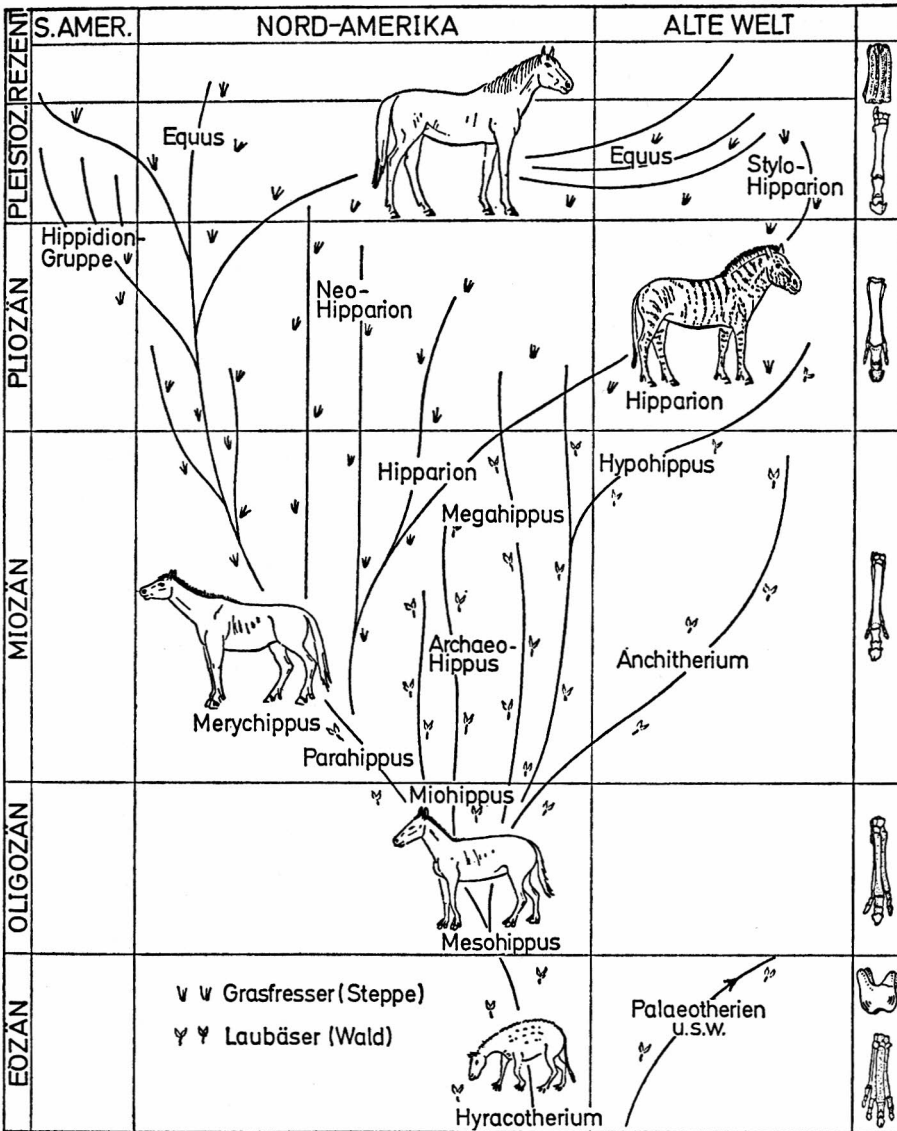 S. AMER.
NORD-AMERIKA
ALTE WELT
REZENT
PLEISTOZ.
Equus
Equus
Stylo-
Hipparion
PLIOZÄN
Hippidion-
Gruppe
Neo-
Hipparion
Hipparion
MIOZÄN
Hipparion
Hypohippus
Megahippus
Archaeo-
Hippus
Anchitherium
Merychippus
Parahippus
Miohippus
OLIGOZÄN
Mesohippus
EOZÄN
Grasfresser (Steppe)
Laubäser (Wald)
Palaeotherien
u.s.w.
Hyracotherium